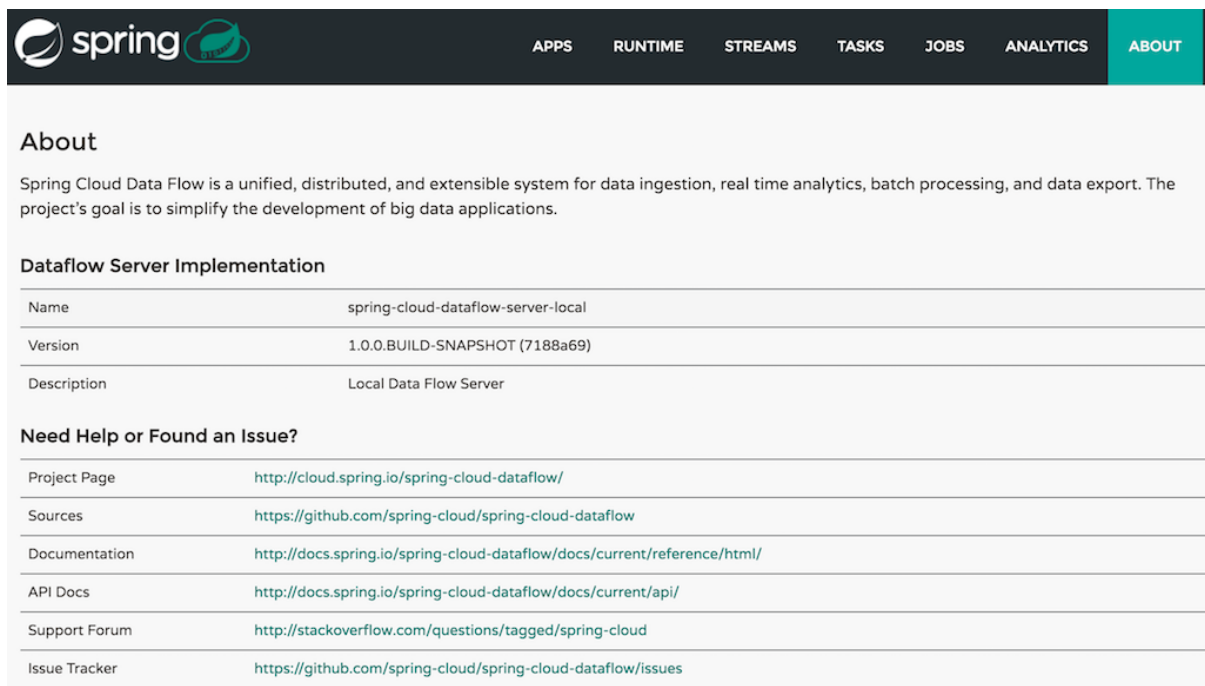 spring
APPS RUNTIME STREAMS TASKS JOBS ANALYTICS ABOUT
About
Spring Cloud Data Flow is a unified, distributed, and extensible system for data ingestion, real time analytics, batch processing, and data export. The
project's goal is to simplify the development of big data applications.
Dataflow Server Implementation
Name spring-cloud-dataflow-server-local
Version 1.0.0.BUILD-SNAPSHOT (7188a69)
Description Local Data Flow Server
Need Help or Found an Issue?
Project Page http://cloud.spring.io/spring-cloud-dataflow/
Sources https://github.com/spring-cloud/spring-cloud-dataflow
Documentation http://docs.spring.io/spring-cloud-dataflow/docs/current/reference/html/
API Docs http://docs.spring.io/spring-cloud-dataflow/docs/current/api/
Support Forum http://stackoverflow.com/questions/tagged/spring-cloud
Issue Tracker https://github.com/spring-cloud/spring-cloud-dataflow/issues